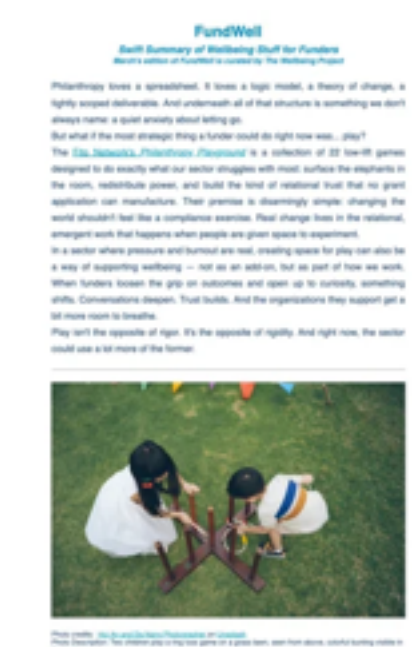 FundWell
Swift Summary of Wellbeing Stuff for Funders
March's edition of FundWell is curated by The Wellbeing Project
Philanthropy loves a spreadsheet. It loves a logic model, a theory of change, a
tightly scoped deliverable. And underneath all of that structure is something we don't
always name: a quiet anxiety about letting go.
But what if the most strategic thing a funder could do right now was... play?
The Network's Philanthropy Playground is a collection of 22 low-lift games
designed to do exactly what our sector struggles with most: surface the elephants in
the room, redistribute power, and build the kind of relational trust that no grant
application can manufacture. Their premise is disarmingly simple: changing the
world shouldn't feel like a compliance exercise. Real change lives in the relational,
emergent work that happens when people are given space to experiment.
In a sector where pressure and burnout are real, creating space for play can also be
a way of supporting wellbeing — not as an add-on, but as part of how we work.
When funders loosen the grip on outcomes and open up to curiosity, something
shifts. Conversations deepen. Trust builds. And the organizations they support get a
bit more room to breathe.
Play isn't the opposite of rigor. It's the opposite of rigidity. And right now, the sector
could use a lot more of the former.
Photo credits: on Unsplash
Photo Description: Two children play a ring toss game on a grass lawn, seen from above, colorful bunting visible in